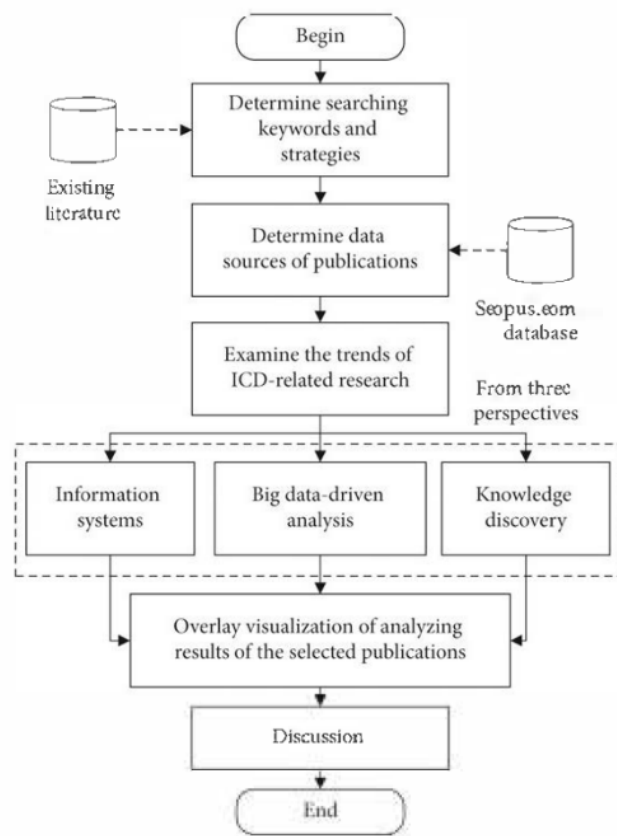 Begin
Determine searching
keywords and
strategies
Existing
literature
Determine data
sources of publications
Seopus.eom
database
Examine the trends of
ICD-related research
From three
perspectives
Information
systems
Big data-driven
analysis
Knowledge
discovery
Overlay visualization of analyzing
results of the selected publications
Discussion
End